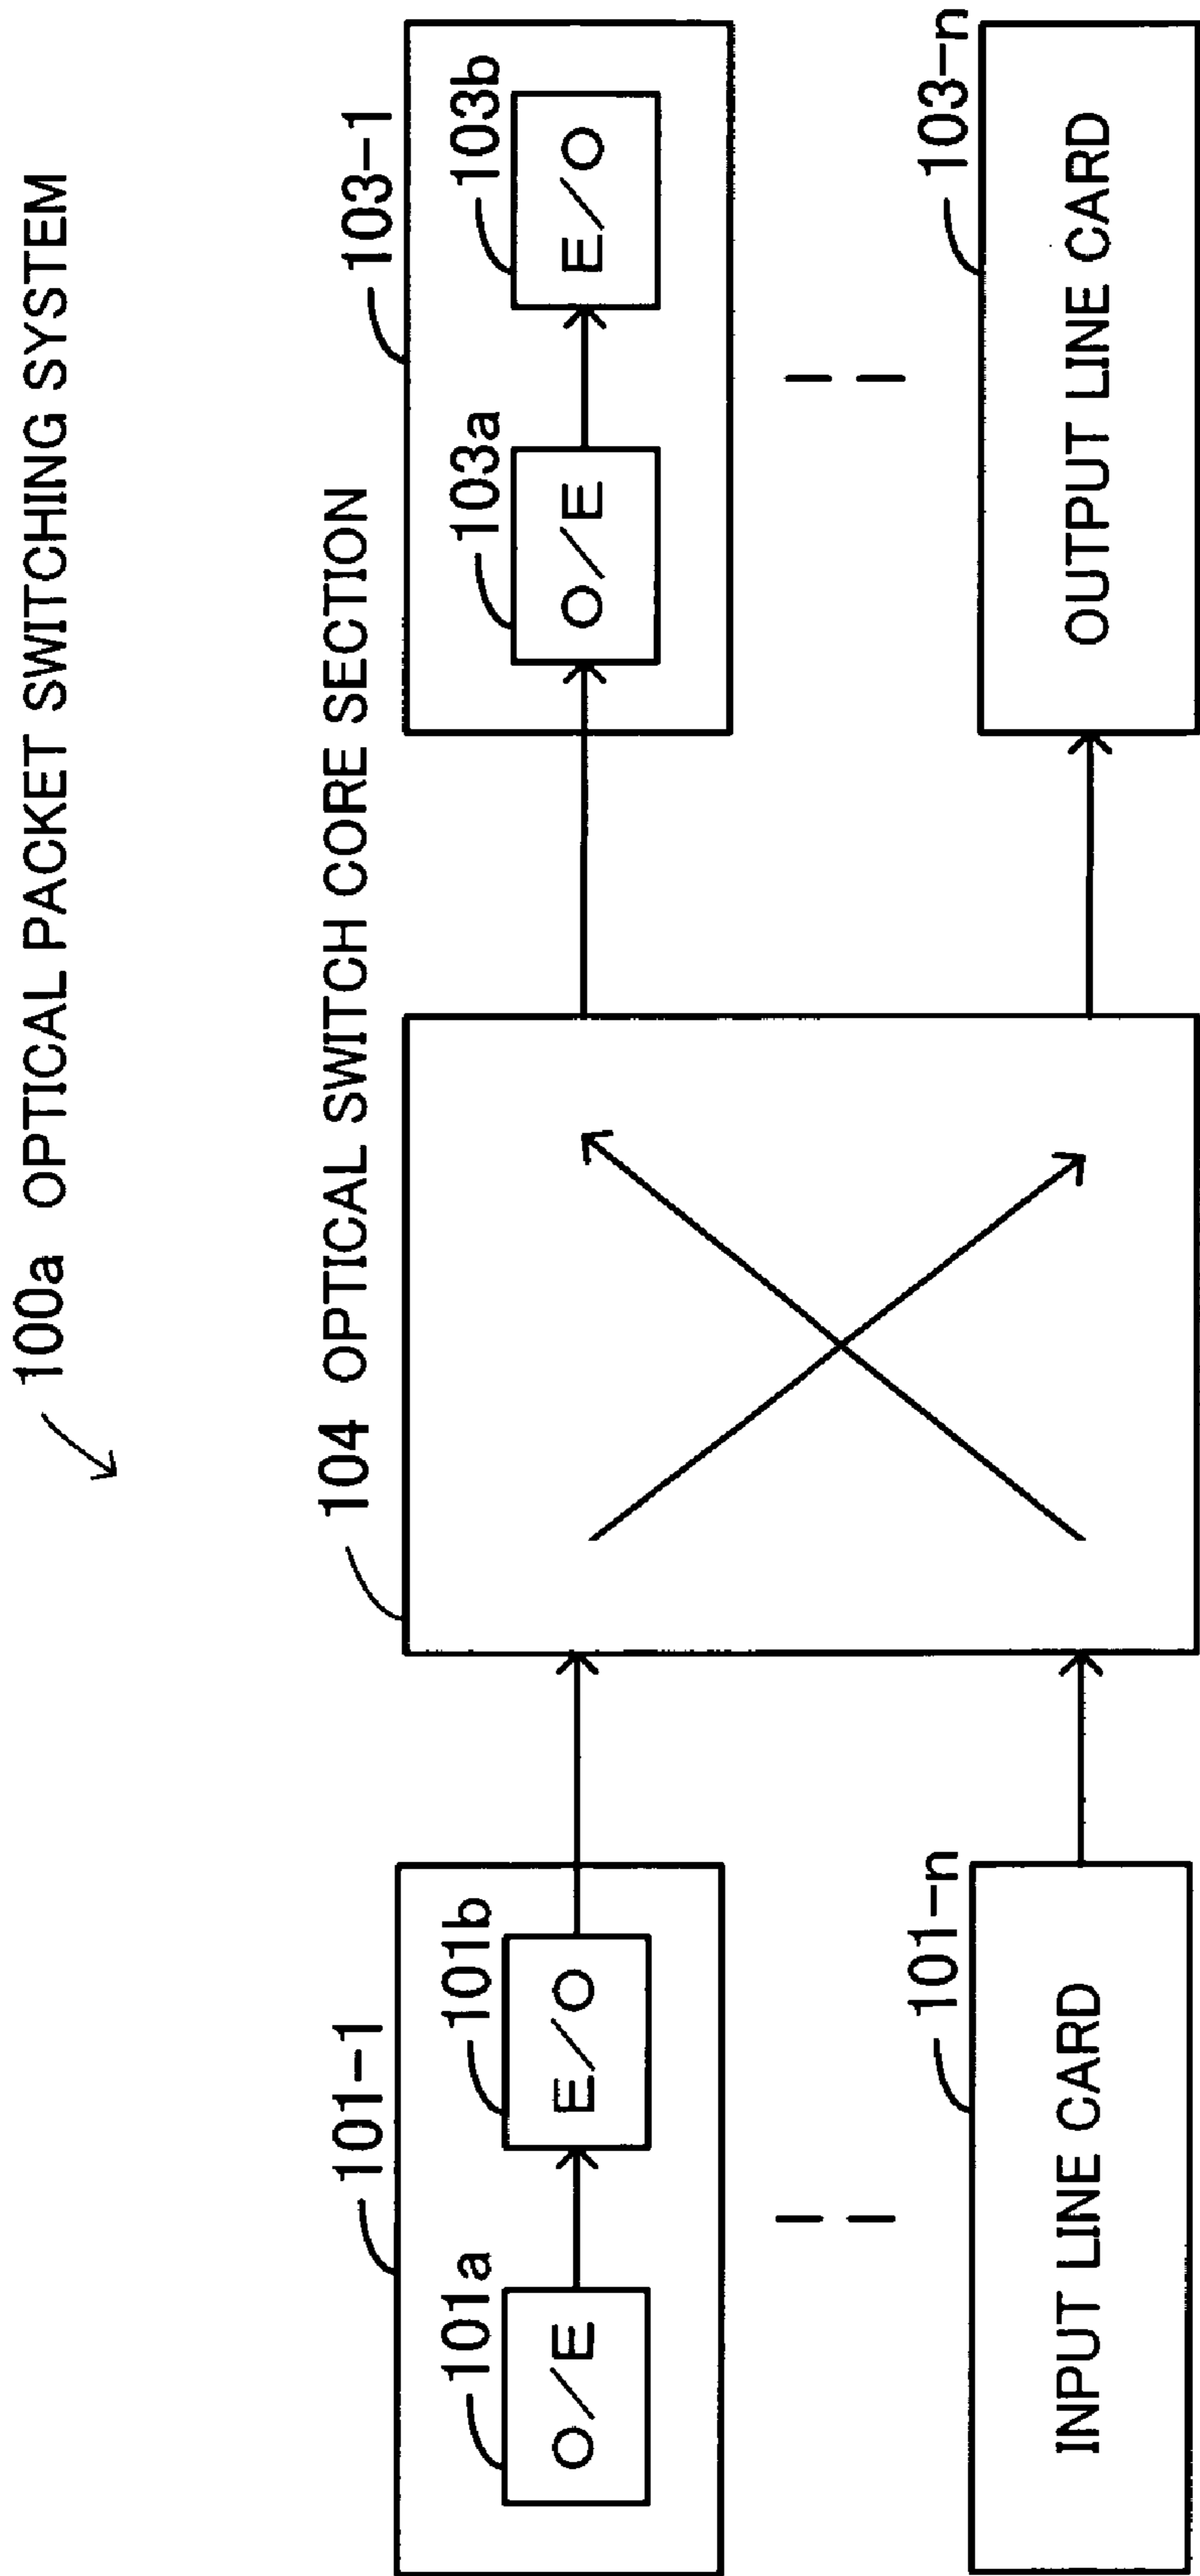 100a OPTICAL PACKET SWITCHING SYSTEM
104 OPTICAL SWITCH CORE SECTION
101-1
101a
O/E
101b
E/O
101-n
INPUT LINE CARD
103-1
103a
O/E
103b
E/O
103-n
OUTPUT LINE CARD